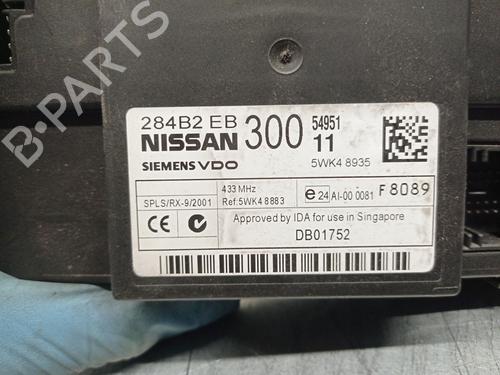 B-PARTS
284B2 EB
NISSAN 300 54951
11
SIEMENS VDO 5WK4 8935
433 MHz
SPLS/RX-9/2001 Ref:5WK4 8883 e24 AI-00 0081 F8089
CE Approved by IDA for use in Singapore
DB01752